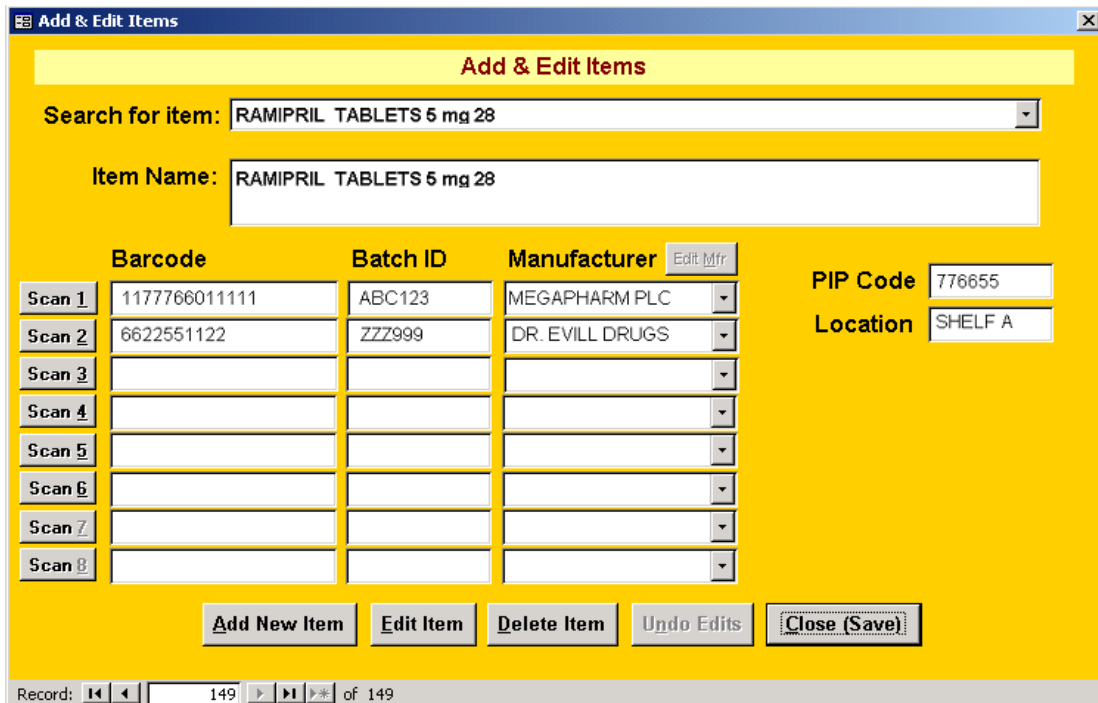 Add & Edit Items
Add & Edit Items
Search for item: RAMIPRIL TABLETS 5 mg 28
Item Name: RAMIPRIL TABLETS 5 mg 28
Barcode Batch ID Manufacturer Edit Mfr
PIP Code 776655
Scan 1 1177766011111 ABC123 MEGAPHARM PLC
Location SHELF A
Scan 2 6622551122 ZZZ999 DR. EVILL DRUGS
Scan 3
Scan 4
Scan 5
Scan 6
Scan 7
Scan 8
Add New Item Edit Item Delete Item Undo Edits Close (Save)
Record: 149 of 149